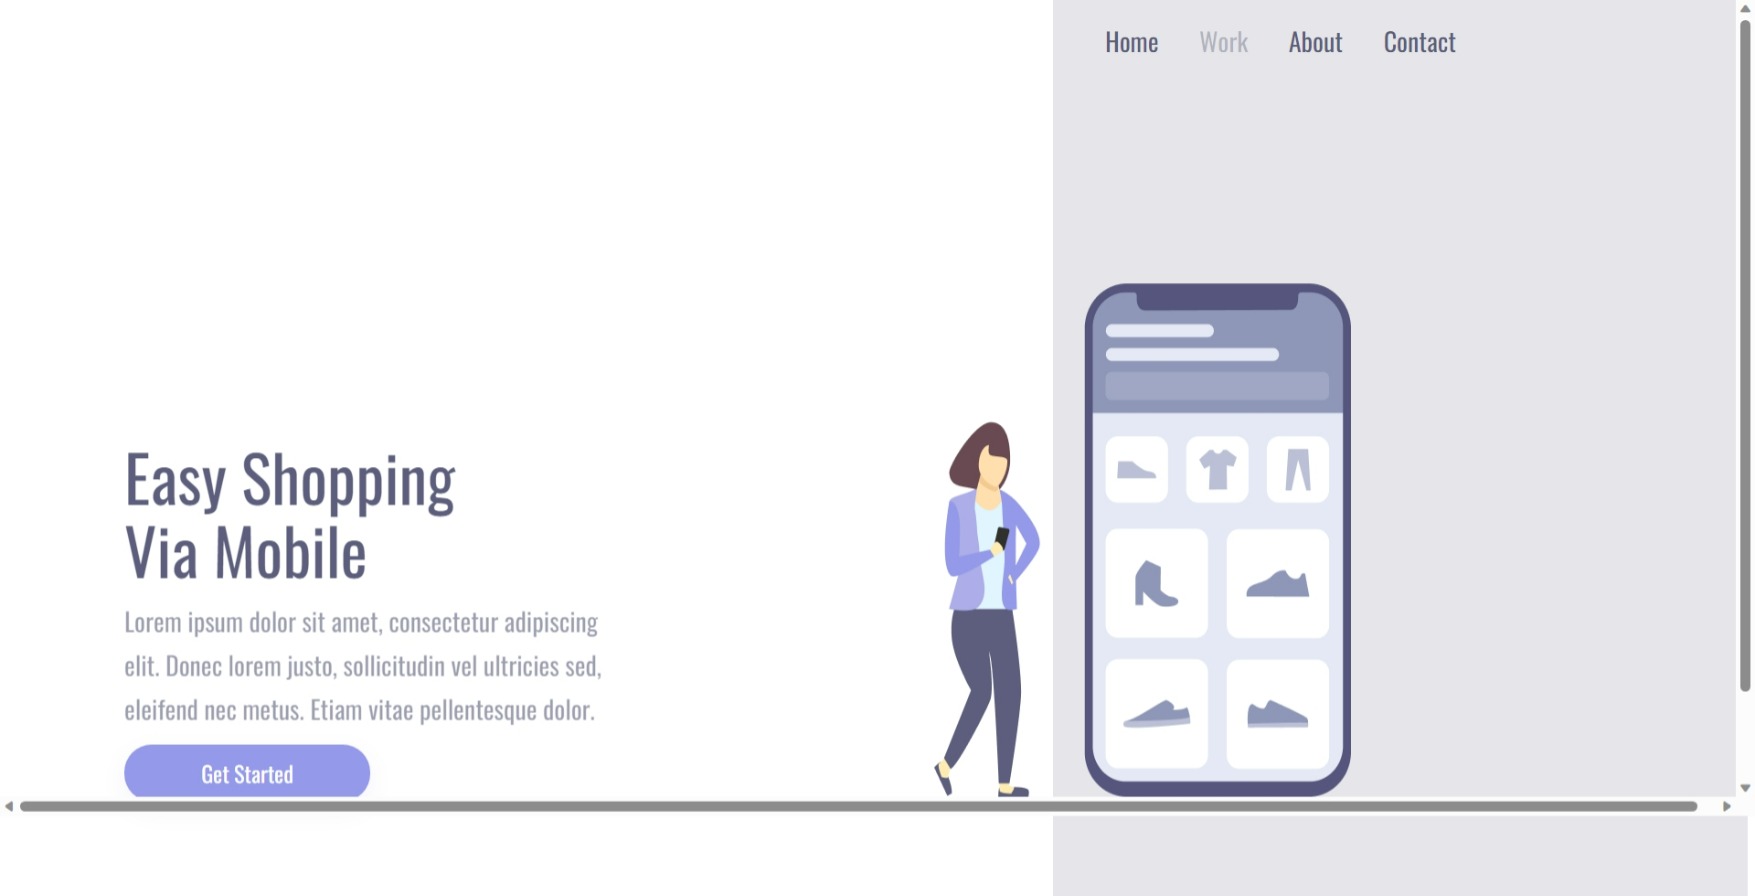 Home Work About Contact
Easy Shopping
Via Mobile
Lorem ipsum dolor sit amet, consectetur adipiscing
elit. Donec lorem justo, sollicitudin vel ultricies sed,
eleifend nec metus. Etiam vitae pellentesque dolor.
Get Started